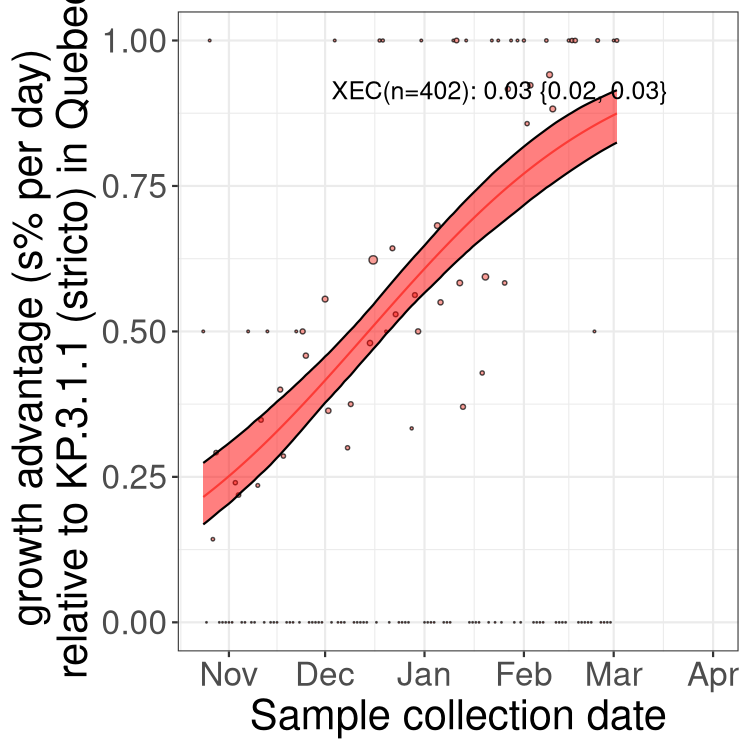 growth advantage (s% per day)
relative to KP.3.1.1 (stricto) in Quebec
1.00
0.75
0.50
0.25
0.00
XEC(n=402): 0.03 {0.02, 0.03}
Nov Dec Jan Feb Mar Apr
Sample collection date